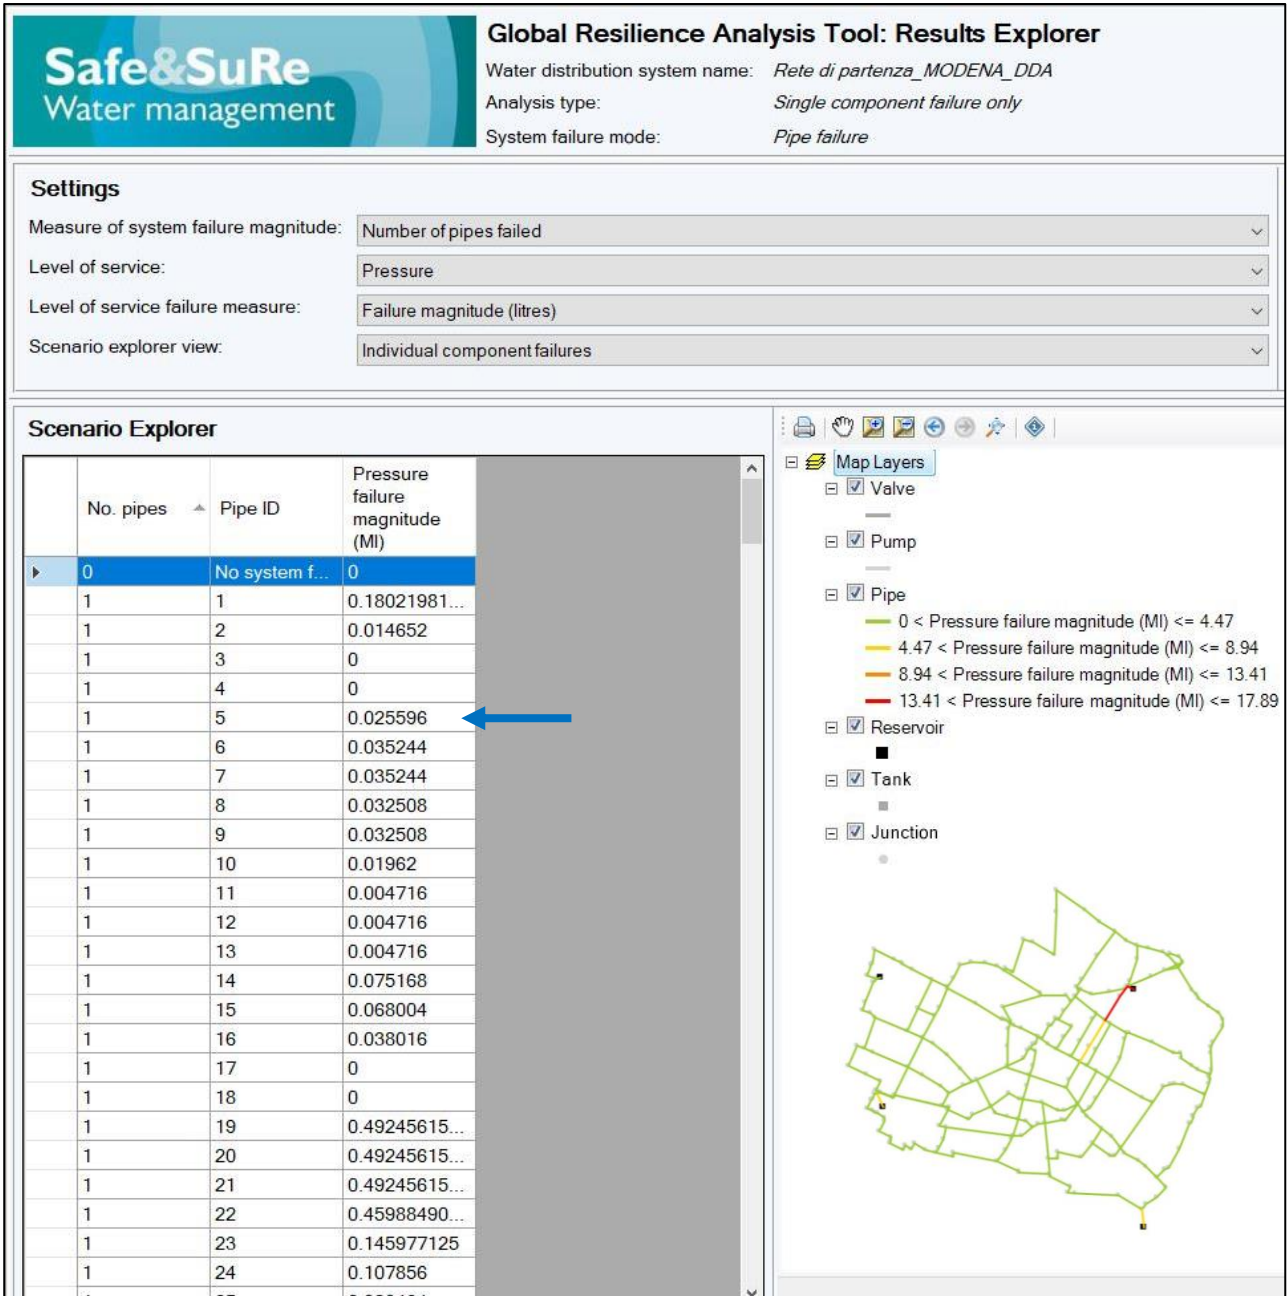 Safe&SuRe
Water management
Global Resilience Analysis Tool: Results Explorer
Water distribution system name: Rete di partenza_MODENA_DDA
Analysis type: Single component failure only
System failure mode: Pipe failure
Settings
Measure of system failure magnitude: Number of pipes failed
Level of service: Pressure
Level of service failure measure: Failure magnitude (litres)
Scenario explorer view: Individual component failures
Scenario Explorer
No. pipes Pipe ID Pressure
failure
magnitude
(Ml)
0 No system f... 0
1 1 0.18021981...
1 2 0.014652
1 3 0
1 4 0
1 5 0.025596
1 6 0.035244
1 7 0.035244
1 8 0.032508
1 9 0.032508
1 10 0.01962
1 11 0.004716
1 12 0.004716
1 13 0.004716
1 14 0.075168
1 15 0.068004
1 16 0.038016
1 17 0
1 18 0
1 19 0.49245615...
1 20 0.49245615...
1 21 0.49245615...
1 22 0.45988490...
1 23 0.145977125
1 24 0.107856
Map Layers
Valve
Pump
Pipe
0 < Pressure failure magnitude (Ml) <= 4.47
4.47 < Pressure failure magnitude (Ml) <= 8.94
8.94 < Pressure failure magnitude (Ml) <= 13.41
13.41 < Pressure failure magnitude (Ml) <= 17.89
Reservoir
Tank
Junction